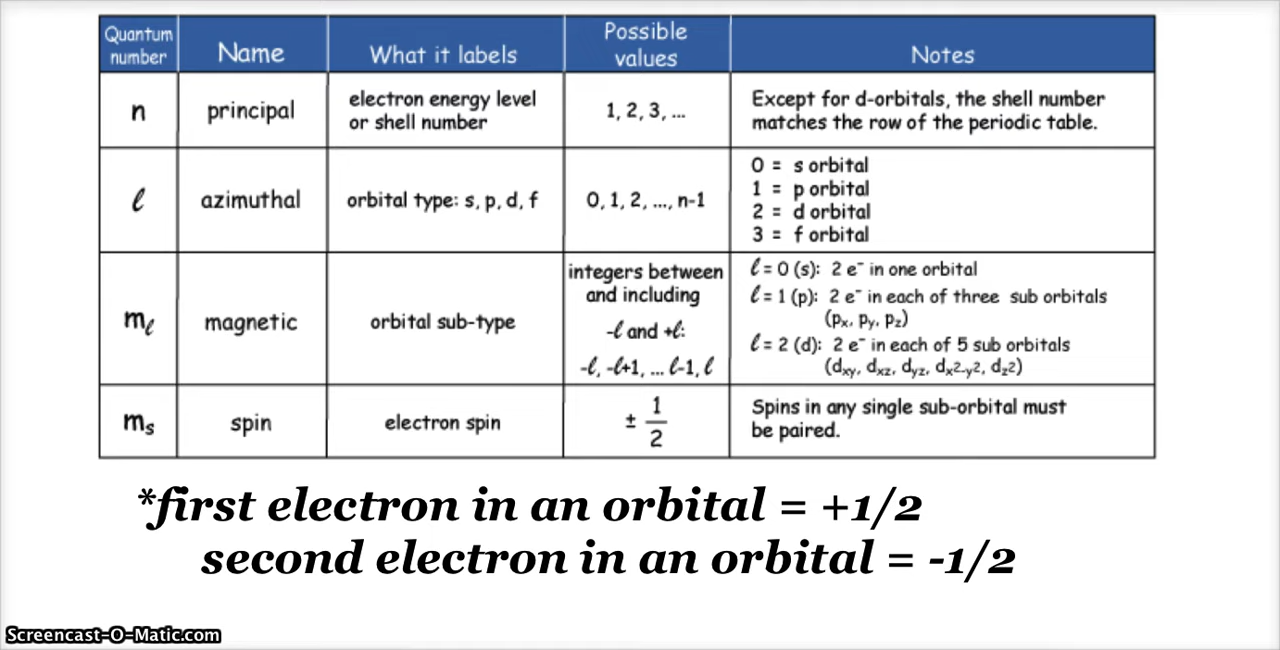 Quantum number Name What it labels Possible values Notes
n principal electron energy level or shell number 1, 2, 3, ... Except for d-orbitals, the shell number matches the row of the periodic table.
ℓ azimuthal orbital type: s, p, d, f 0, 1, 2, ..., n-1 0 = s orbital
1 = p orbital
2 = d orbital
3 = f orbital
mℓ magnetic orbital sub-type integers between and including -ℓ and +ℓ: -ℓ, -ℓ+1, ... ℓ-1, ℓ ℓ = 0 (s): 2 e⁻ in one orbital
ℓ = 1 (p): 2 e⁻ in each of three sub orbitals
(px, py, pz)
ℓ = 2 (d): 2 e⁻ in each of 5 sub orbitals
(dxy, dxz, dyz, dx²-y², dz²)
ms spin electron spin ± 1/2 Spins in any single sub-orbital must be paired.
*first electron in an orbital = +1/2
second electron in an orbital = -1/2
Screencast-O-Matic.com